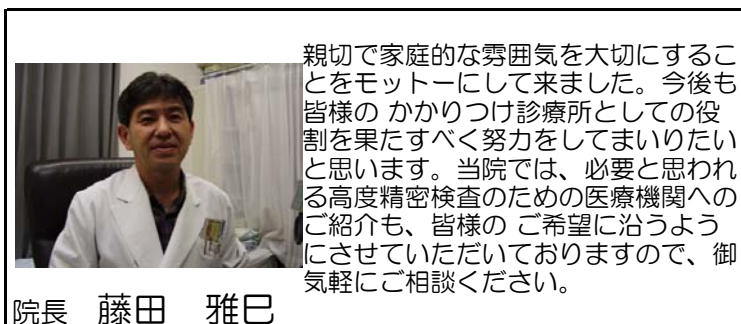 親切で家庭的な雰囲気を大切にするこ
とをモットーにして来ました。今後も
皆様の かかりつけ診療所としての役
割を果たすべく努力をしてまいりたい
と思います。当院では、必要と思われ
る高度精密検査のための医療機関への
ご紹介も、皆様の ご希望に沿うよう
にさせていただいておりますので、御
気軽にご相談ください。
院長 藤田 雅巳